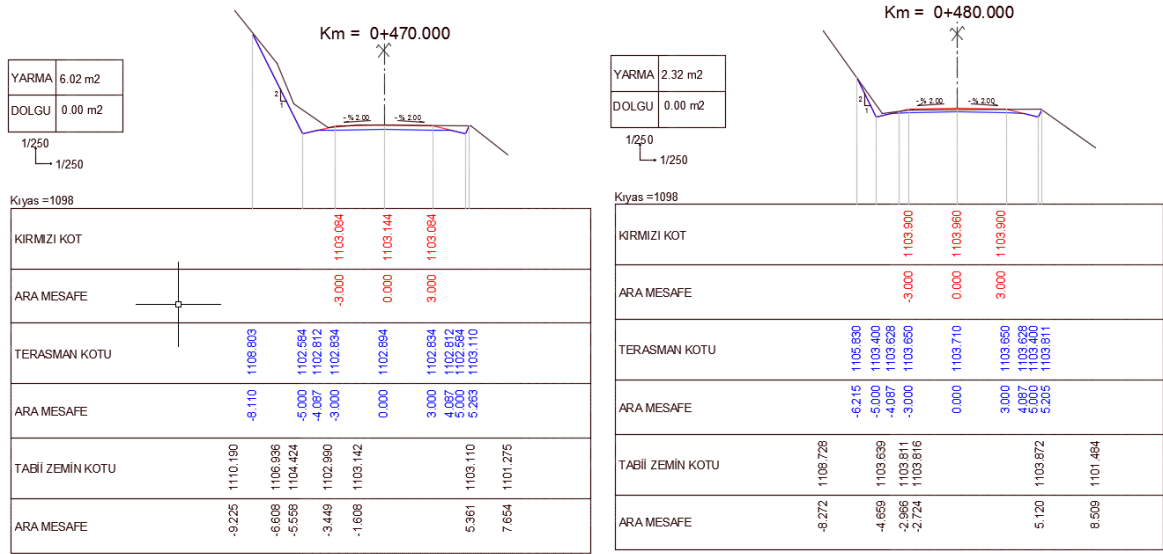 Km = 0+470.000
YARMA 6.02 m2
DOLGU 0.00 m2
2
1
-% 2.00 -% 2.00
1/250
1/250
Kıyas =1098
KIRMIZI KOT 1103.084 1103.144 1103.084
ARA MESAFE -3.000 0.000 3.000
TERASMAN KOTU 1108.803 1102.584 1102.812 1102.834 1102.894 1102.834 1102.812 1102.584 1103.110
ARA MESAFE -8.110 -5.000 -4.087 -3.000 0.000 3.000 4.087 5.000 5.263
TABİİ ZEMİN KOTU 1110.190 1106.938 1104.424 1102.990 1103.142 1103.110 1101.275
ARA MESAFE -9.225 -6.608 -5.558 -3.449 -1.608 5.361 7.654
Km = 0+480.000
YARMA 2.32 m2
DOLGU 0.00 m2
2
1
-% 2.00 -% 2.00
1/250
1/250
Kıyas =1098
KIRMIZI KOT 1103.900 1103.960 1103.900
ARA MESAFE -3.000 0.000 3.000
TERASMAN KOTU 1105.830 1103.400 1103.628 1103.650 1103.710 1103.650 1103.628 1103.400 1103.811
ARA MESAFE -6.215 -5.000 -4.087 -3.000 0.000 3.000 4.087 5.000 5.205
TABİİ ZEMİN KOTU 1108.728 1103.639 1103.811 1103.816 1103.872 1101.484
ARA MESAFE -8.272 -4.659 -2.966 -2.724 5.120 8.509